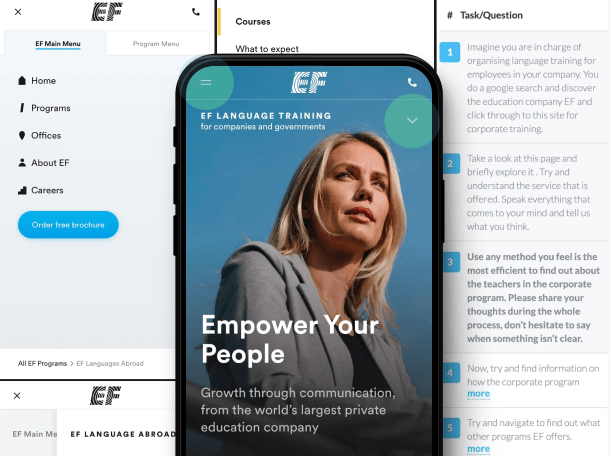 EF
EF Main Menu
Program Menu
Home
Programs
Offices
About EF
Careers
Order free brochure
All EF Programs > EF Languages Abroad
EF
EF Main Me
EF LANGUAGE ABROAD
Courses
What to expect
EF
EF LANGUAGE TRAINING
for companies and governments
Empower Your
People
Growth through communication,
from the world's largest private
education company
# Task/Question
1
Imagine you are in charge of
organising language training for
employees in your company. You
do a google search and discover
the education company EF and
click through to this site for
corporate training.
2
Take a look at this page and
briefly explore it . Try and
understand the service that is
offered. Speak everything that
comes to your mind and tell us
what you think.
3
Use any method you feel is the
most efficient to find out about
the teachers in the corporate
program. Please share your
thoughts during the whole
process, don't hesitate to say
when something isn't clear.
4
Now, try and find information on
how the corporate program
more
5
Try and navigate to find out what
other programs EF offers.
more